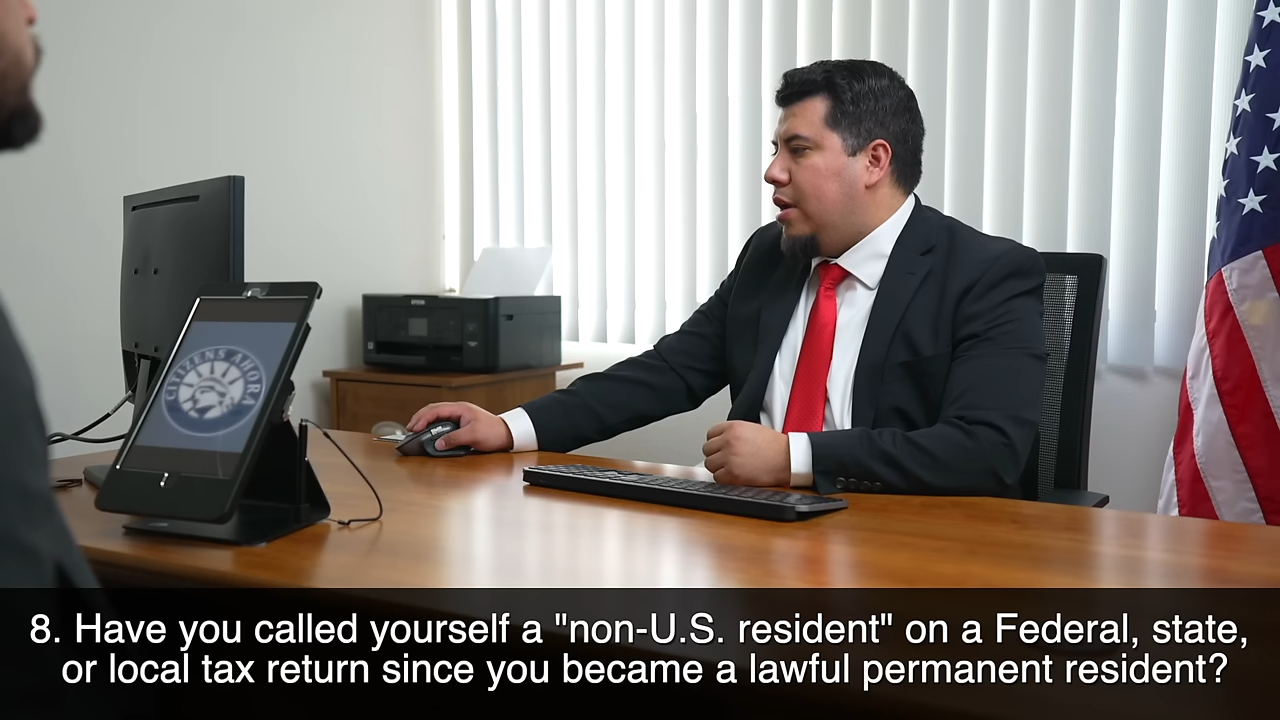 EPSON
CITIZENS AHORA
8. Have you called yourself a "non-U.S. resident" on a Federal, state,
or local tax return since you became a lawful permanent resident?